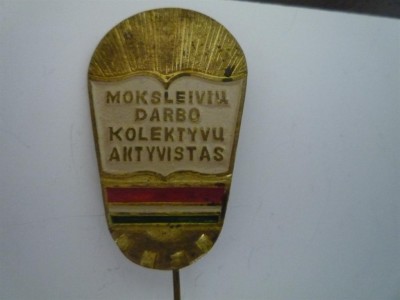 MOKSLEIVIŲ
DARBO
KOLEKTYVŲ
AKTYVISTAS